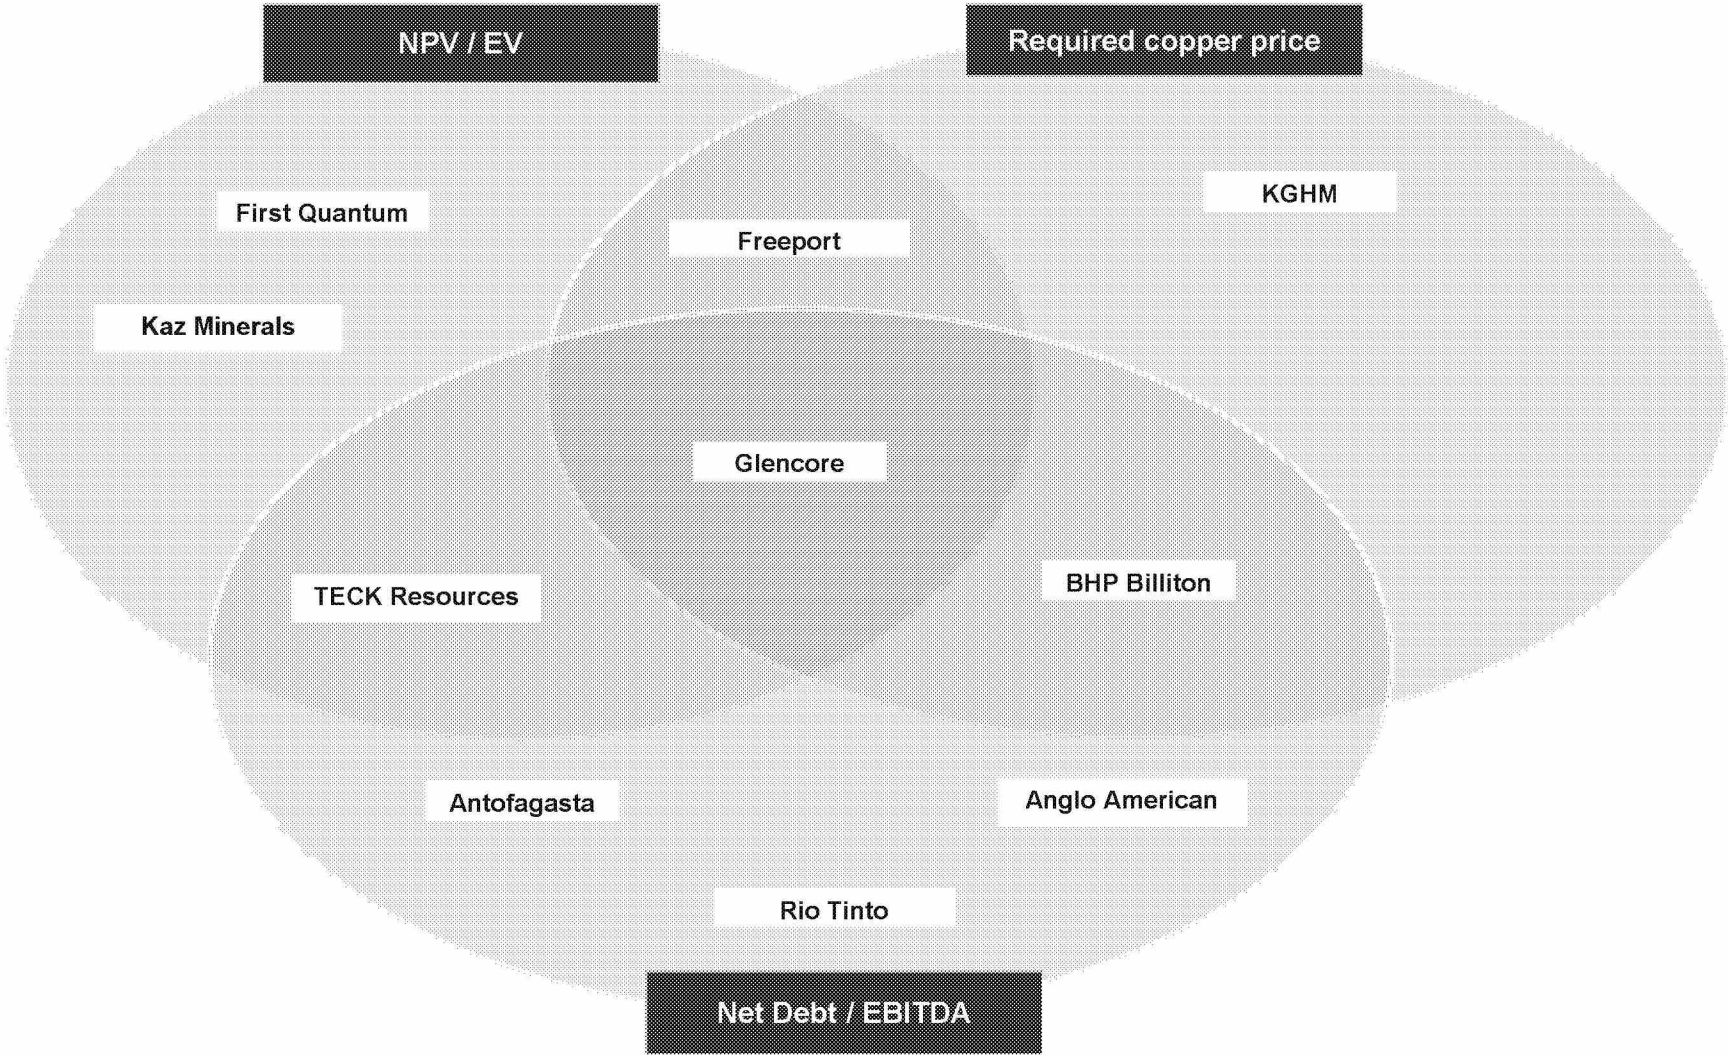 NPV / EV
Required copper price
First Quantum
KGHM
Freeport
Kaz Minerals
Glencore
TECK Resources
BHP Billiton
Antofagasta
Anglo American
Rio Tinto
Net Debt / EBITDA